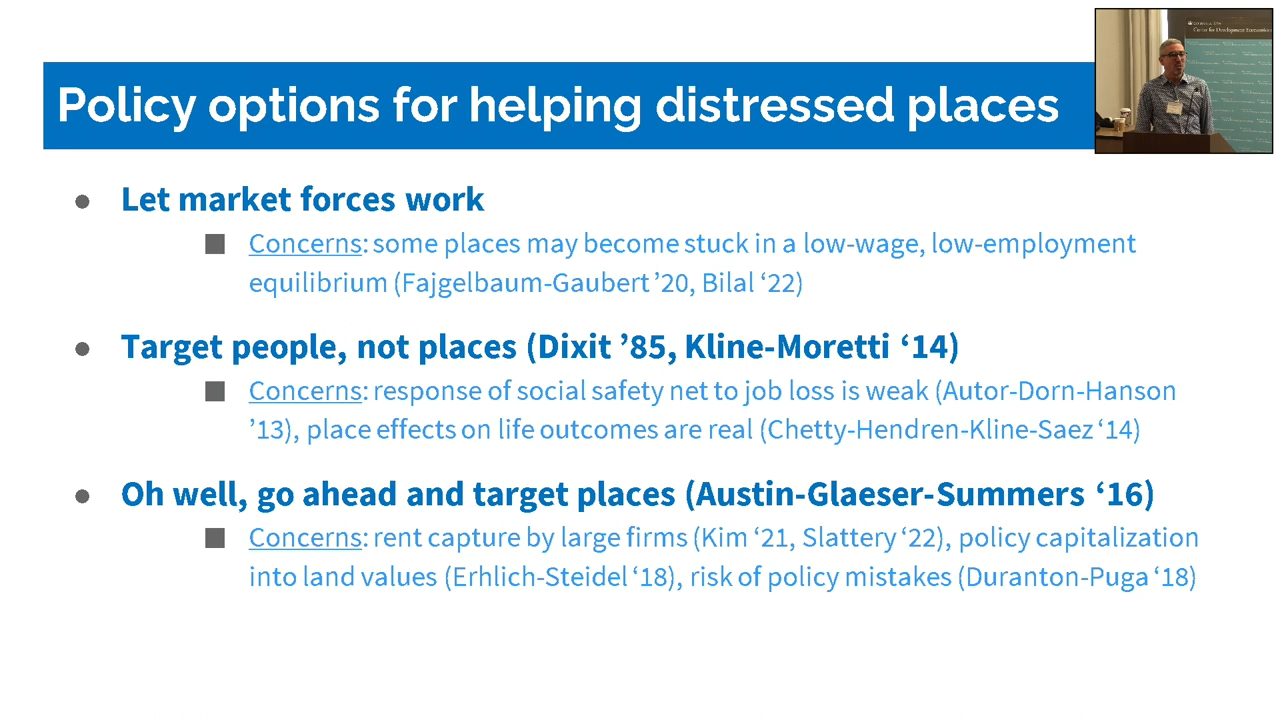 Policy options for helping distressed places
Let market forces work
Concerns: some places may become stuck in a low-wage, low-employment
equilibrium (Fajgelbaum-Gaubert ’20, Bilal ‘22)
Target people, not places (Dixit ’85, Kline-Moretti ‘14)
Concerns: response of social safety net to job loss is weak (Autor-Dorn-Hanson
’13), place effects on life outcomes are real (Chetty-Hendren-Kline-Saez ‘14)
Oh well, go ahead and target places (Austin-Glaeser-Summers ‘16)
Concerns: rent capture by large firms (Kim ‘21, Slattery ‘22), policy capitalization
into land values (Erhlich-Steidel ‘18), risk of policy mistakes (Duranton-Puga ‘18)
Center for Development Economics